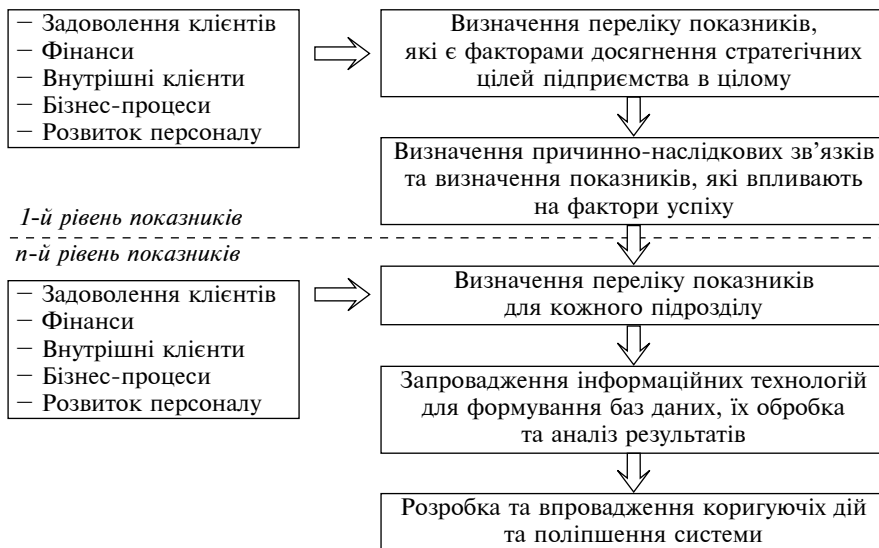 − Задоволення клієнтів
− Фінанси
− Внутрішні клієнти
− Бізнес-процеси
− Розвиток персоналу
Визначення переліку показників,
які є факторами досягнення стратегічних
цілей підприємства в цілому
Визначення причинно-наслідкових зв’язків
та визначення показників, які впливають
на фактори успіху
1-й рівень показників
n-й рівень показників
− Задоволення клієнтів
− Фінанси
− Внутрішні клієнти
− Бізнес-процеси
− Розвиток персоналу
Визначення переліку показників
для кожного підрозділу
Запровадження інформаційних технологій
для формування баз даних, їх обробка
та аналіз результатів
Розробка та впровадження коригуючіх дій
та поліпшення системи